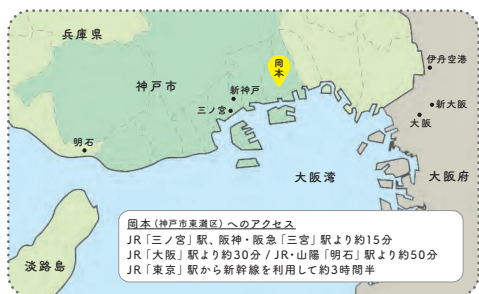 兵庫県
伊丹空港
岡本
神戸市
新神戸
新大阪
三ノ宮
大阪
明石
大阪湾
大阪府
岡本（神戸市東灘区）へのアクセス
JR「三ノ宮」駅、阪神・阪急「三宮」駅より約15分
JR「大阪」駅より約30分 / JR・山陽「明石」駅より約50分
JR「東京」駅から新幹線を利用して約3時間半
淡路島